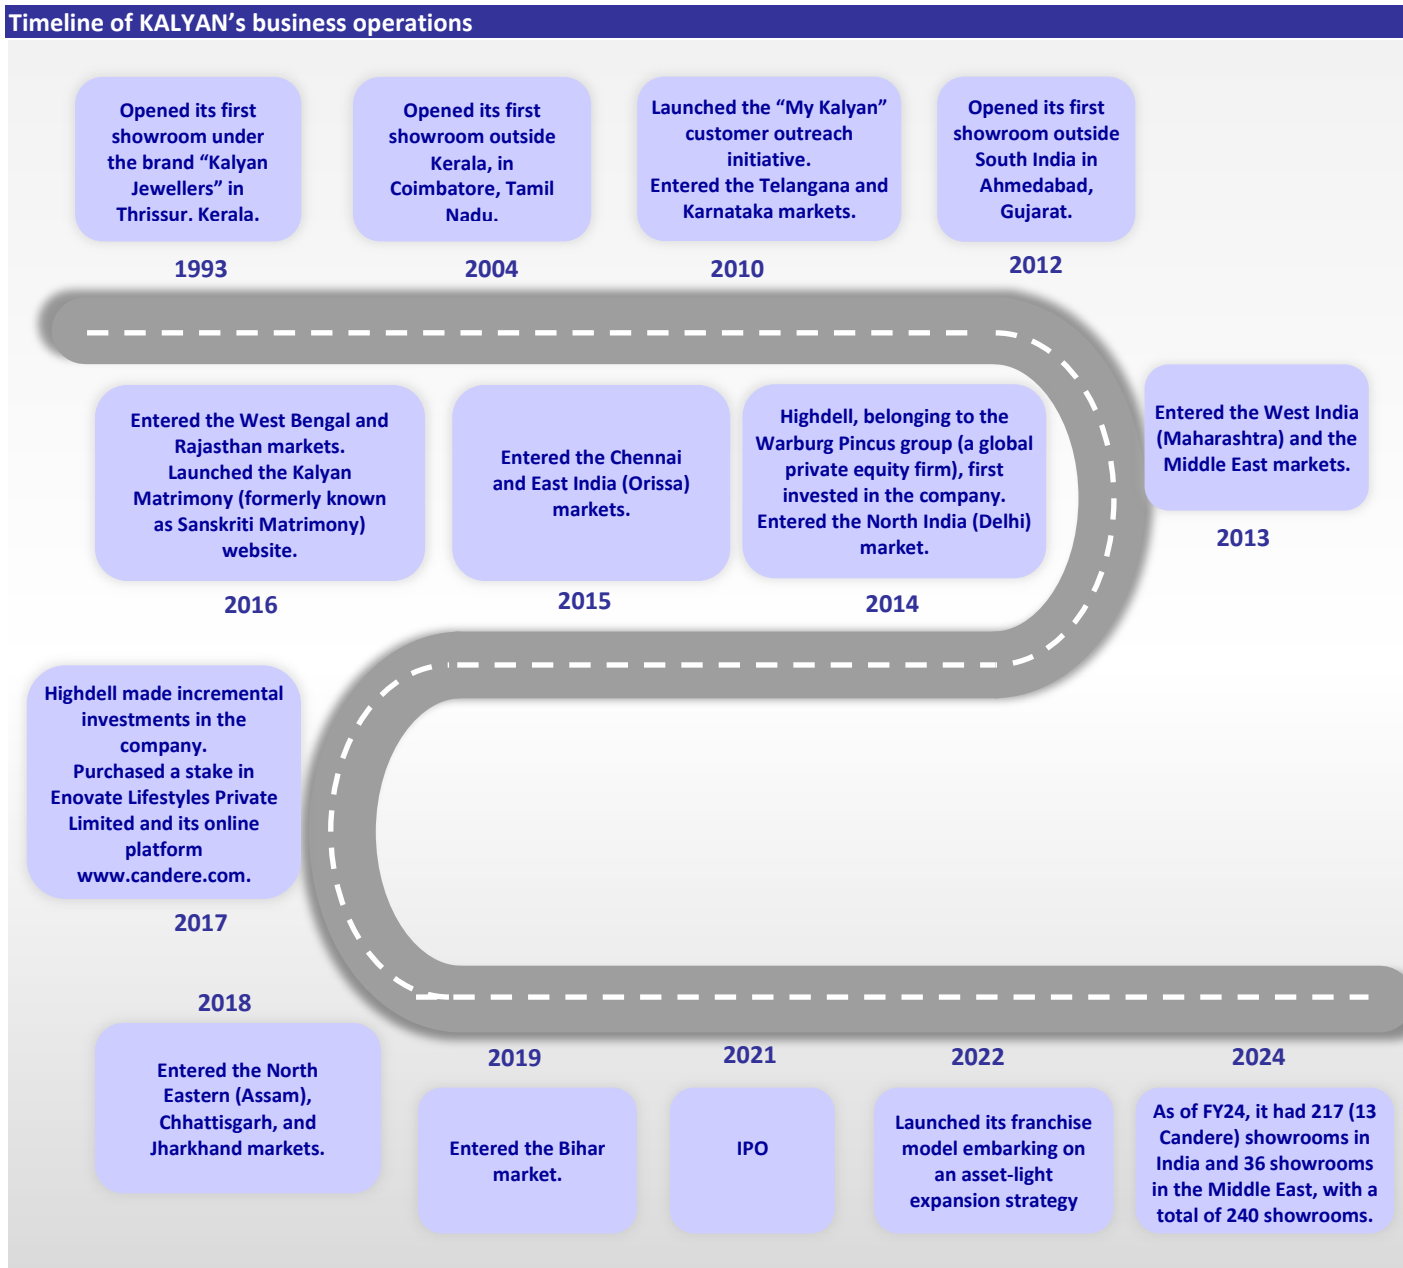 Timeline of KALYAN’s business operations
Opened its first
showroom under
the brand “Kalyan
Jewellers” in
Thrissur. Kerala.
1993
Opened its first
showroom outside
Kerala, in
Coimbatore, Tamil
Nadu.
2004
Launched the “My Kalyan”
customer outreach
initiative.
Entered the Telangana and
Karnataka markets.
2010
Opened its first
showroom outside
South India in
Ahmedabad,
Gujarat.
2012
Entered the West India
(Maharashtra) and the
Middle East markets.
2013
Highdell, belonging to the
Warburg Pincus group (a global
private equity firm), first
invested in the company.
Entered the North India (Delhi)
market.
2014
Entered the Chennai
and East India (Orissa)
markets.
2015
Entered the West Bengal and
Rajasthan markets.
Launched the Kalyan
Matrimony (formerly known
as Sanskriti Matrimony)
website.
2016
Highdell made incremental
investments in the
company.
Purchased a stake in
Enovate Lifestyles Private
Limited and its online
platform
www.candere.com.
2017
2018
Entered the North
Eastern (Assam),
Chhattisgarh, and
Jharkhand markets.
2019
Entered the Bihar
market.
2021
IPO
2022
Launched its franchise
model embarking on
an asset-light
expansion strategy
2024
As of FY24, it had 217 (13
Candere) showrooms in
India and 36 showrooms
in the Middle East, with a
total of 240 showrooms.